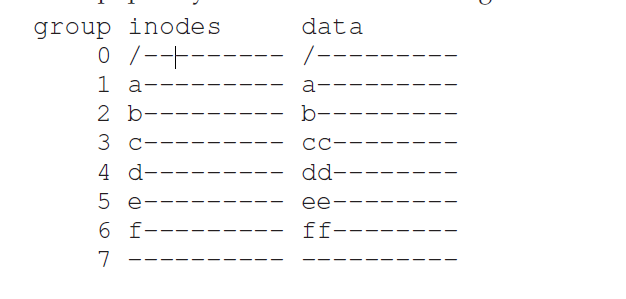 group inodes     data
    0 /--------- /---------
    1 a--------- a---------
    2 b--------- b---------
    3 c--------- cc--------
    4 d--------- dd--------
    5 e--------- ee--------
    6 f--------- ff--------
    7 ---------- ----------